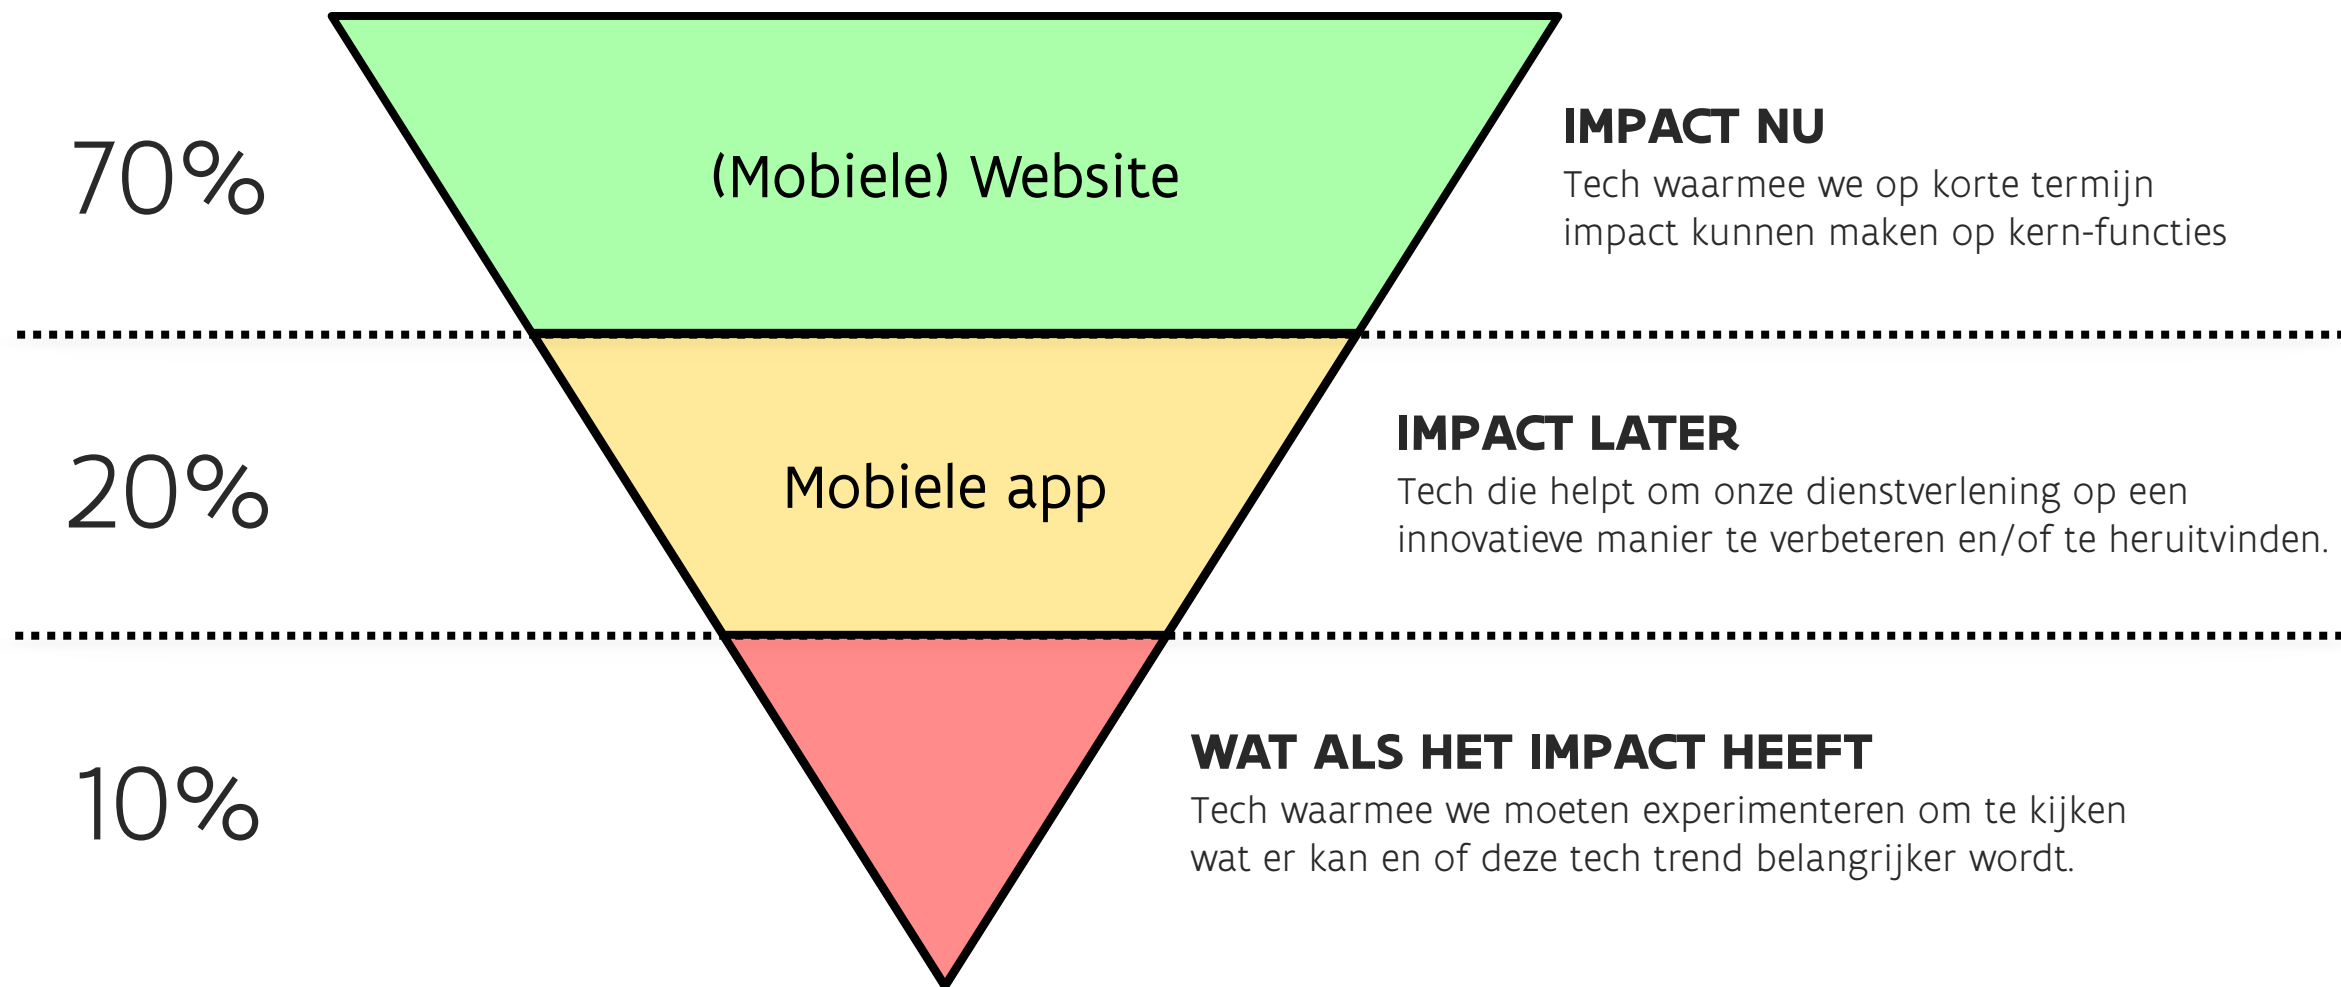 70%
(Mobiele) Website
IMPACT NU
Tech waarmee we op korte termijn
impact kunnen maken op kern-functies
20%
Mobiele app
IMPACT LATER
Tech die helpt om onze dienstverlening op een
innovatieve manier te verbeteren en/of te heruitvinden.
10%
WAT ALS HET IMPACT HEEFT
Tech waarmee we moeten experimenteren om te kijken
wat er kan en of deze tech trend belangrijker wordt.